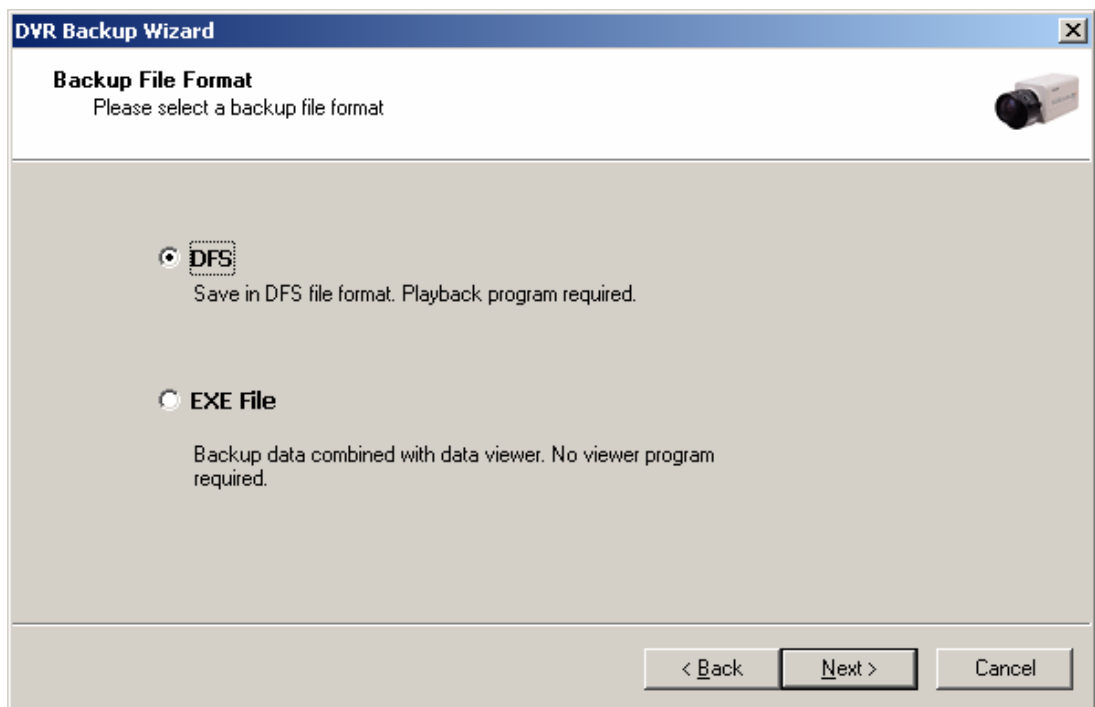 DVR Backup Wizard
Backup File Format
Please select a backup file format
DFS
Save in DFS file format. Playback program required.
EXE File
Backup data combined with data viewer. No viewer program
required.
< Back
Next >
Cancel